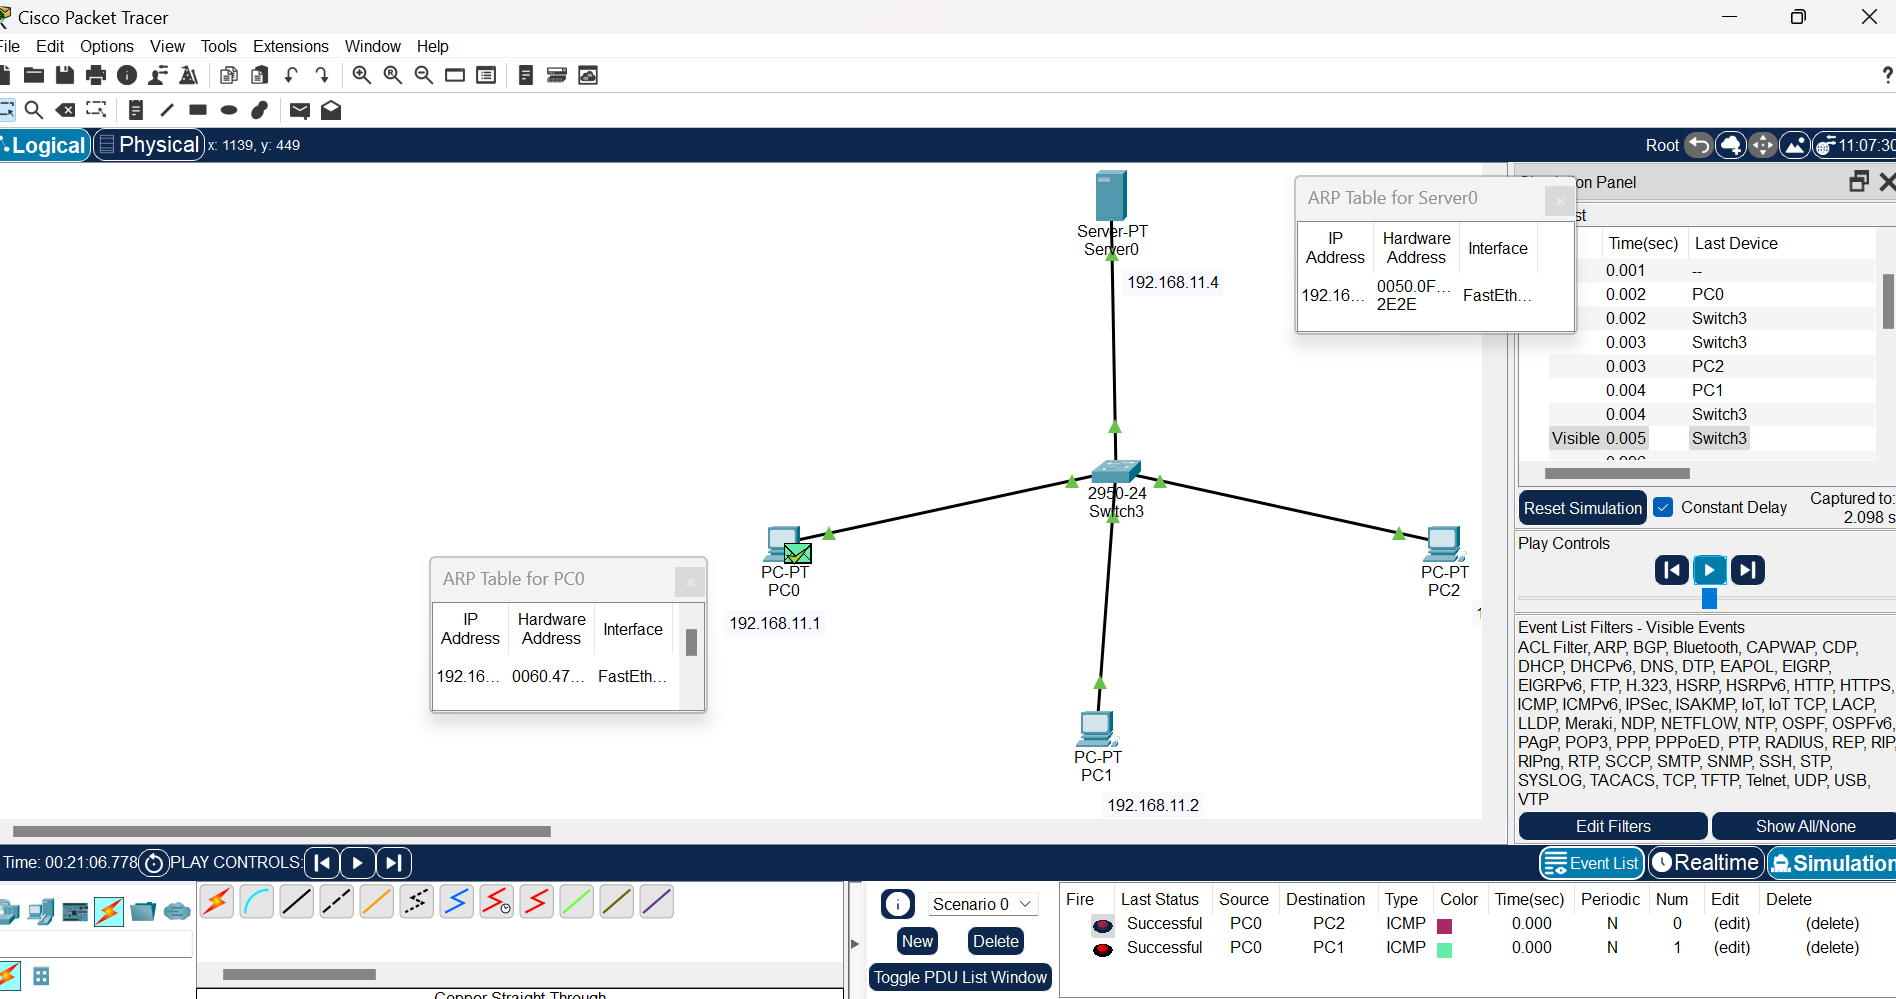 Cisco Packet Tracer
File Edit Options View Tools Extensions Window Help
?
Logical Physical x: 1139, y: 449
Root 11:07:30
Server-PT
Server0
192.168.11.4
2950-24
Switch3
PC-PT
PC0
192.168.11.1
PC-PT
PC2
PC-PT
PC1
192.168.11.2
ARP Table for Server0
IP Address Hardware Address Interface
192.16... 0050.0F... 2E2E FastEth...
ARP Table for PC0
IP Address Hardware Address Interface
192.16... 0060.47... FastEth...
on Panel
st
Time(sec) Last Device
0.001 --
0.002 PC0
0.002 Switch3
0.003 Switch3
0.003 PC2
0.004 PC1
0.004 Switch3
Visible 0.005 Switch3
Reset Simulation Constant Delay Captured to:
2.098 s
Play Controls
Event List Filters - Visible Events
ACL Filter, ARP, BGP, Bluetooth, CAPWAP, CDP,
DHCP, DHCPv6, DNS, DTP, EAPOL, EIGRP,
EIGRPv6, FTP, H.323, HSRP, HSRPv6, HTTP, HTTPS,
ICMP, ICMPv6, IPSec, ISAKMP, IoT, IoT TCP, LACP,
LLDP, Meraki, NDP, NETFLOW, NTP, OSPF, OSPFv6,
PAgP, POP3, PPP, PPPoED, PTP, RADIUS, REP, RIP,
RIPng, RTP, SCCP, SMTP, SNMP, SSH, STP,
SYSLOG, TACACS, TCP, TFTP, Telnet, UDP, USB,
VTP
Edit Filters Show All/None
Time: 00:21:06.778 PLAY CONTROLS:
Event List Realtime Simulation
Scenario 0
New Delete
Toggle PDU List Window
Fire Last Status Source Destination Type Color Time(sec) Periodic Num Edit Delete
Successful PC0 PC2 ICMP 0.000 N 0 (edit) (delete)
Successful PC0 PC1 ICMP 0.000 N 1 (edit) (delete)
Copper Straight-Through